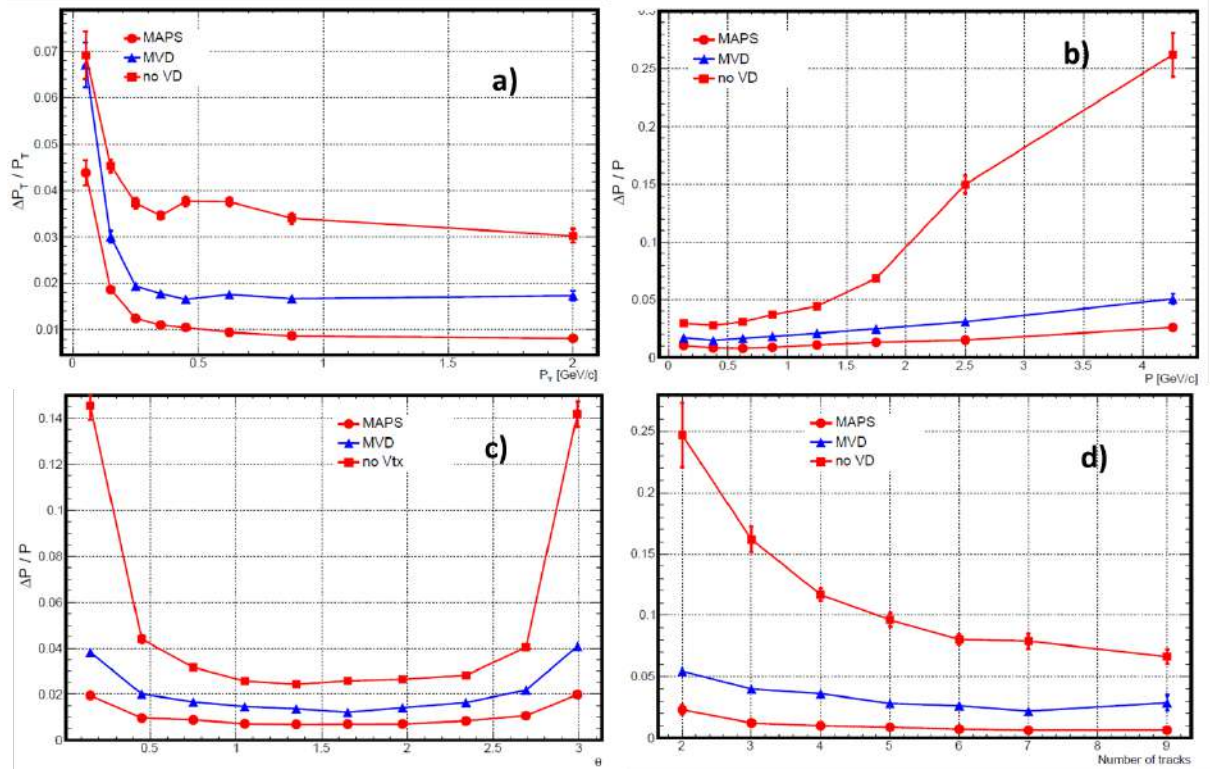 MAPS
MVD
no VD
a)
0.07
0.06
0.05
0.04
0.03
0.02
0.01
ΔP_T / P_T
0 0.5 1 1.5 2
P_T [GeV/c]
MAPS
MVD
no VD
b)
0.25
0.2
0.15
0.1
0.05
0
ΔP / P
0 0.5 1 1.5 2 2.5 3 3.5 4
P [GeV/c]
MAPS
MVD
no Vtx
c)
0.14
0.12
0.1
0.08
0.06
0.04
0.02
0
ΔP / P
0.5 1 1.5 2 2.5 3
θ
MAPS
MVD
no VD
d)
0.25
0.2
0.15
0.1
0.05
0
2 3 4 5 6 7 8 9
Number of tracks